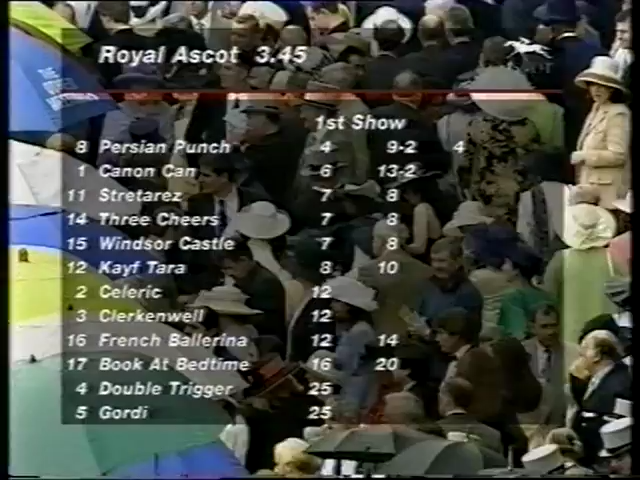 Royal Ascot 3.45
1st Show
8 Persian Punch 4 9-2 4
1 Canon Can 6 13-2
11 Stretarez 7 8
14 Three Cheers 7 8
15 Windsor Castle 7 8
12 Kayf Tara 8 10
2 Celeric 12
3 Clerkenwell 12
16 French Ballerina 12 14
17 Book At Bedtime 16 20
4 Double Trigger 25
5 Gordi 25